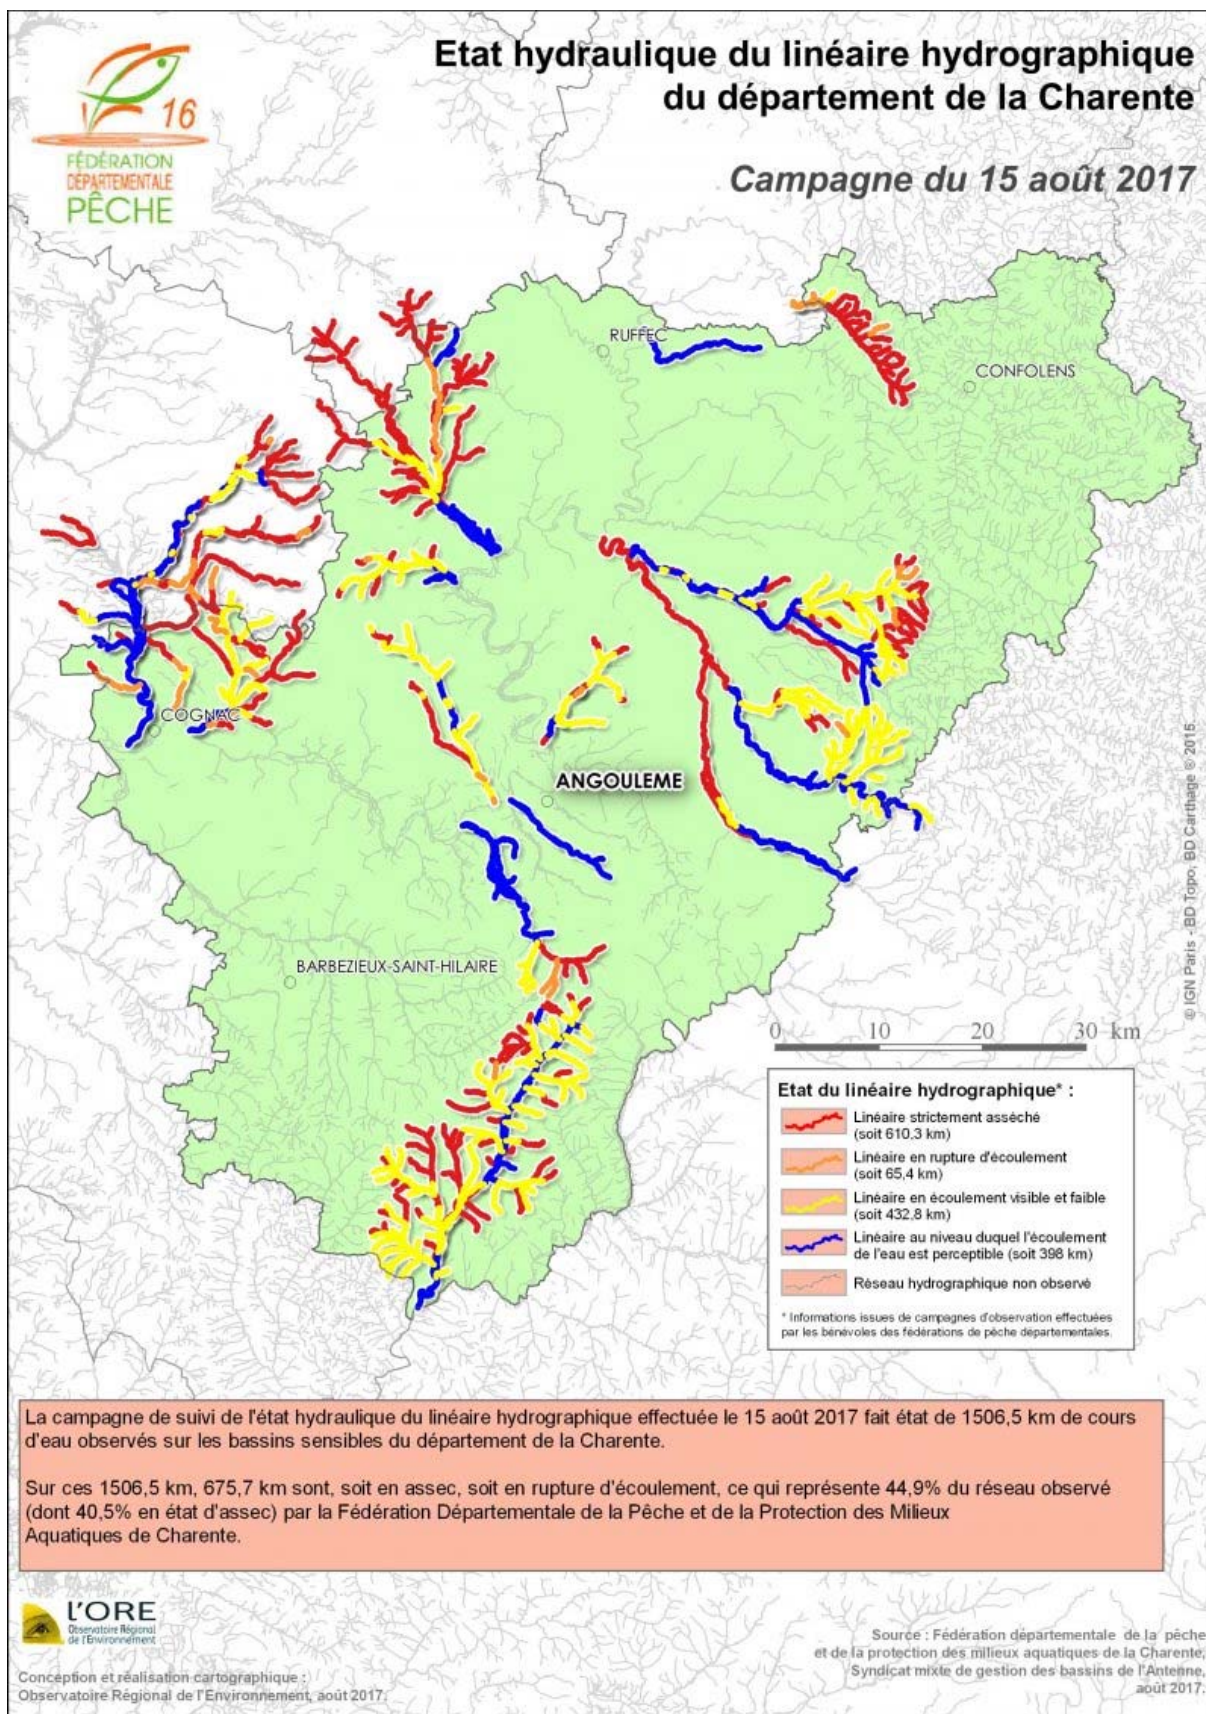 Etat hydraulique du linéaire hydrographique
du département de la Charente
Campagne du 15 août 2017
16
FÉDÉRATION
DÉPARTEMENTALE
PÊCHE
RUFFEC
CONFOLENS
COGNAC
ANGOULEME
BARBEZIEUX-SAINT-HILAIRE
© IGN Paris - BD Topo, BD Carthage © 2015.
0 10 20 30 km
Etat du linéaire hydrographique* :
Linéaire strictement asséché
(soit 610,3 km)
Linéaire en rupture d'écoulement
(soit 65,4 km)
Linéaire en écoulement visible et faible
(soit 432,8 km)
Linéaire au niveau duquel l'écoulement
de l'eau est perceptible (soit 398 km)
Réseau hydrographique non observé
* Informations issues de campagnes d'observation effectuées
par les bénévoles des fédérations de pêche départementales.
La campagne de suivi de l'état hydraulique du linéaire hydrographique effectuée le 15 août 2017 fait état de 1506,5 km de cours
d'eau observés sur les bassins sensibles du département de la Charente.
Sur ces 1506,5 km, 675,7 km sont, soit en assec, soit en rupture d'écoulement, ce qui représente 44,9% du réseau observé
(dont 40,5% en état d'assec) par la Fédération Départementale de la Pêche et de la Protection des Milieux
Aquatiques de Charente.
L'ORE
Observatoire Régional
de l'Environnement
Conception et réalisation cartographique :
Observatoire Régional de l'Environnement, août 2017.
Source : Fédération départementale de la pêche
et de la protection des milieux aquatiques de la Charente,
Syndicat mixte de gestion des bassins de l'Antenne,
août 2017.